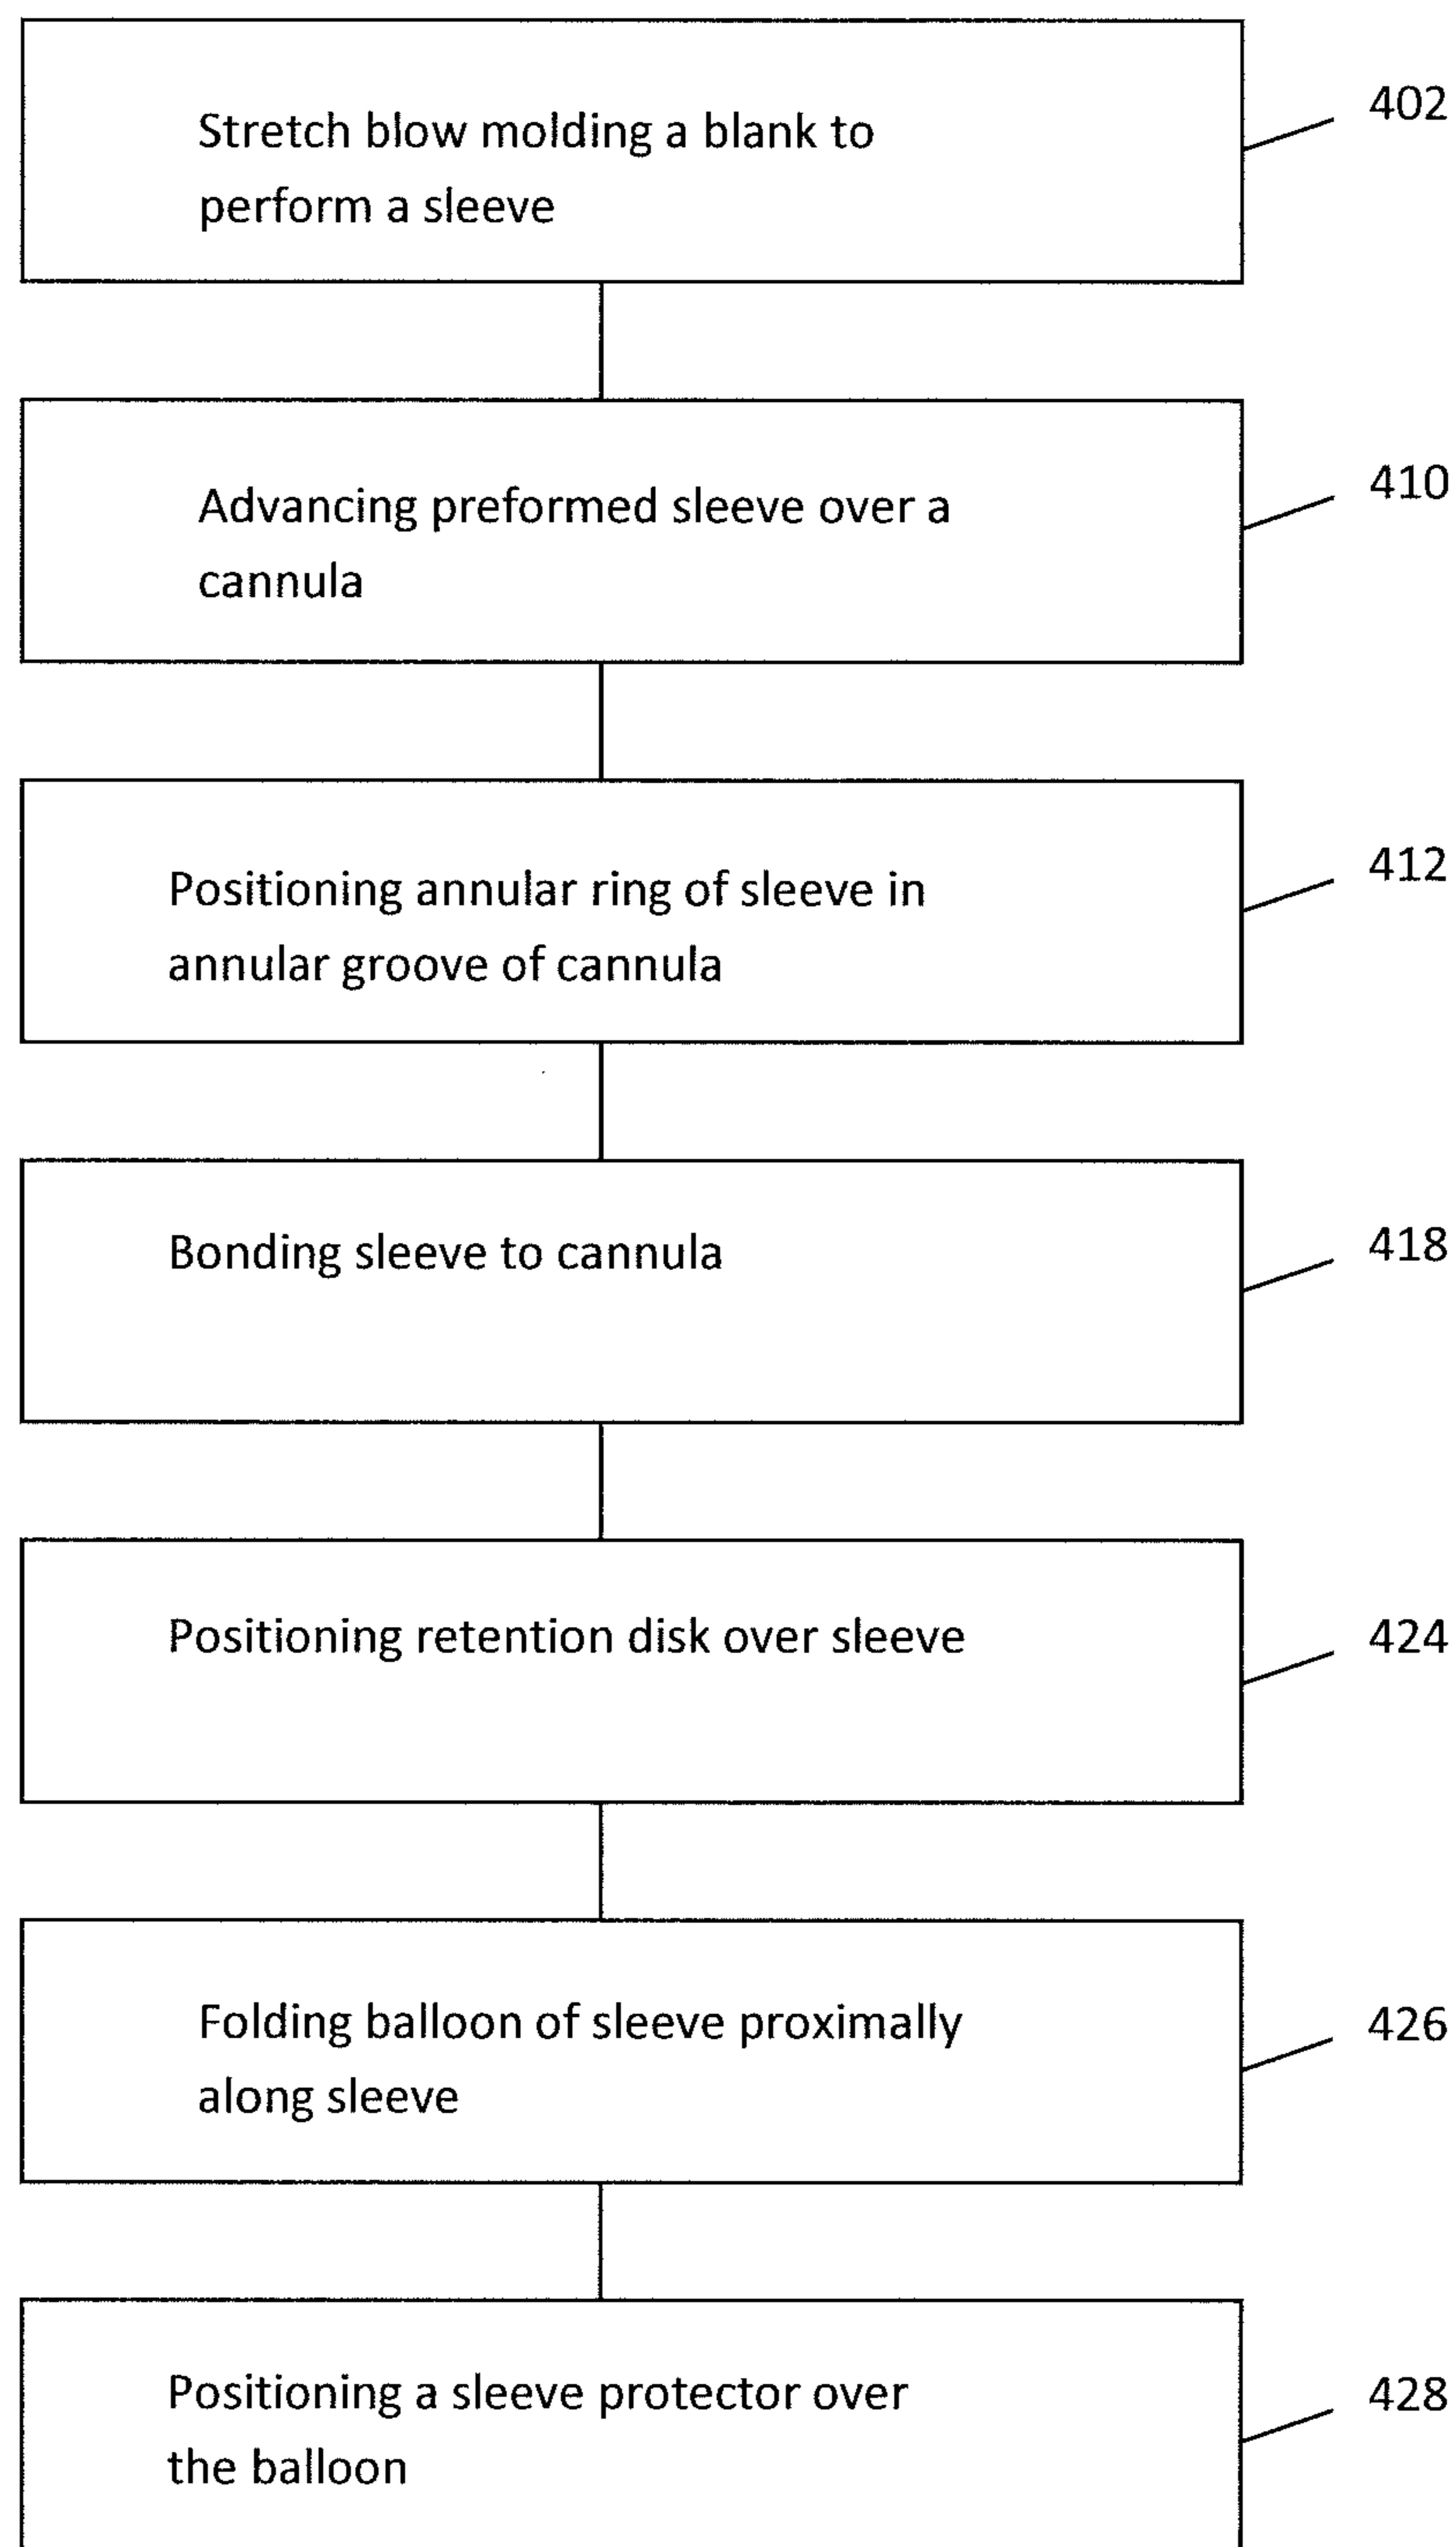 Stretch blow molding a blank to
perform a sleeve
402
Advancing preformed sleeve over a
cannula
410
Positioning annular ring of sleeve in
annular groove of cannula
412
Bonding sleeve to cannula
418
Positioning retention disk over sleeve
424
Folding balloon of sleeve proximally
along sleeve
426
Positioning a sleeve protector over
the balloon
428